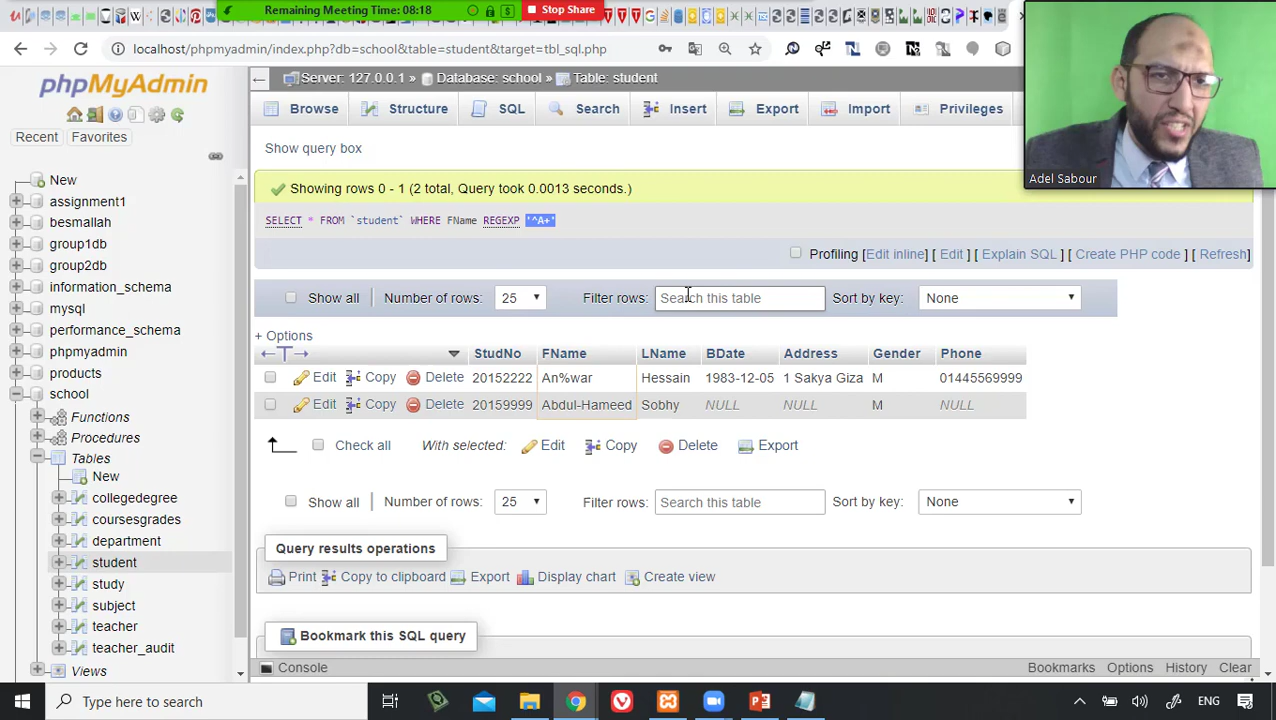 Remaining Meeting Time: 08:18
Stop Share
localhost/phpmyadmin/index.php?db=school&table=student&target=tbl_sql.php
phpMyAdmin
Recent Favorites
New
assignment1
besmallah
group1db
group2db
information_schema
mysql
performance_schema
phpmyadmin
products
school
Functions
Procedures
Tables
New
collegedegree
coursesgrades
department
student
study
subject
teacher
teacher_audit
Views
Server: 127.0.0.1 » Database: school » Table: student
Browse Structure SQL Search Insert Export Import Privileges
Adel Sabour
Show query box
Showing rows 0 - 1 (2 total, Query took 0.0013 seconds.)
SELECT * FROM `student` WHERE FName REGEXP '^A+'
Profiling [Edit inline] [ Edit ] [ Explain SQL ] [ Create PHP code ] [ Refresh]
Show all Number of rows: 25 Filter rows: Search this table Sort by key: None
+ Options
←T→ StudNo FName LName BDate Address Gender Phone
Edit Copy Delete 20152222 An%war Hessain 1983-12-05 1 Sakya Giza M 01445569999
Edit Copy Delete 20159999 Abdul-Hameed Sobhy NULL NULL M NULL
Check all With selected: Edit Copy Delete Export
Show all Number of rows: 25 Filter rows: Search this table Sort by key: None
Query results operations
Print Copy to clipboard Export Display chart Create view
Bookmark this SQL query
Console Bookmarks Options History Clear
Type here to search
ENG